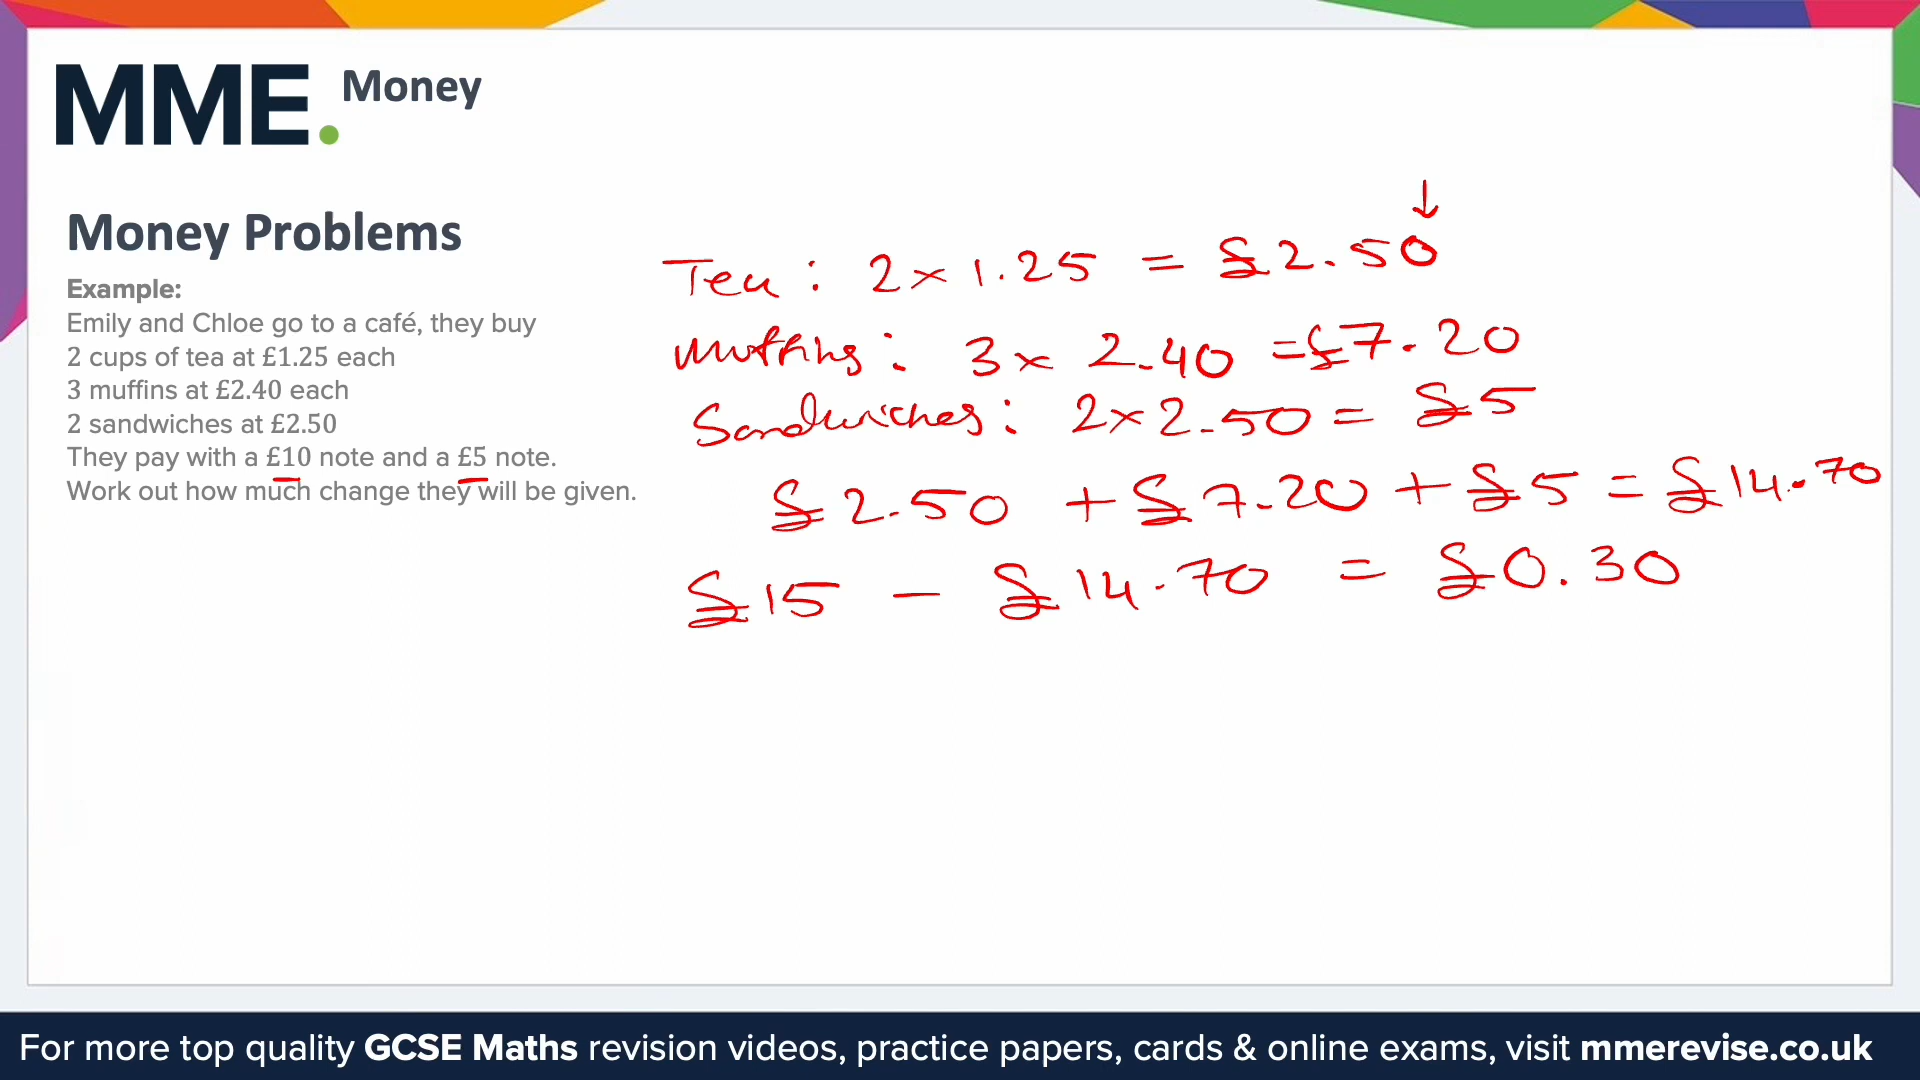 MME. Money
Money Problems
Example:
Emily and Chloe go to a café, they buy
2 cups of tea at £1.25 each
3 muffins at £2.40 each
2 sandwiches at £2.50
They pay with a £10 note and a £5 note.
Work out how much change they will be given.
Tea : 2 × 1.25 = £2.50
Muffins : 3 × 2.40 = £7.20
Sandwiches : 2 × 2.50 = £5
£2.50 + £7.20 + £5 = £14.70
£15 - £14.70 = £0.30
For more top quality GCSE Maths revision videos, practice papers, cards & online exams, visit mmerevise.co.uk